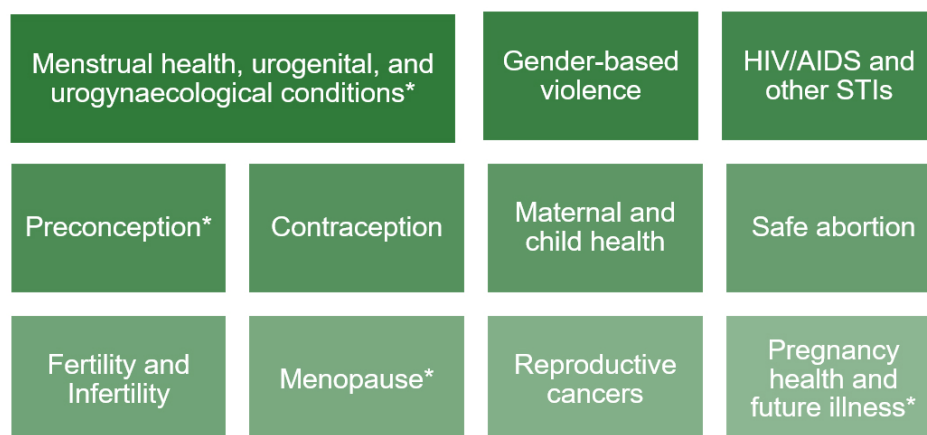 Menstrual health, urogenital, and
urogynaecological conditions*
Gender-based
violence
HIV/AIDS and
other STIs
Preconception*
Contraception
Maternal and
child health
Safe abortion
Fertility and
Infertility
Menopause*
Reproductive
cancers
Pregnancy
health and
future illness*